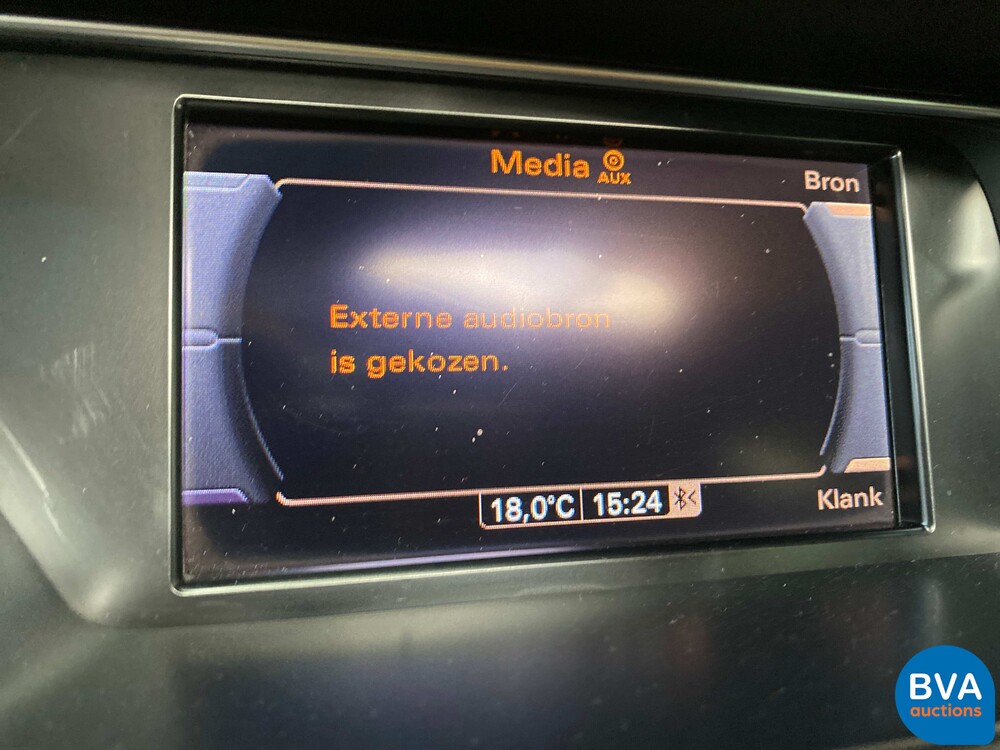 Media AUX
Bron
Externe audiobron
is gekozen.
18,0°C 15:24
Klank
BVA
auctions